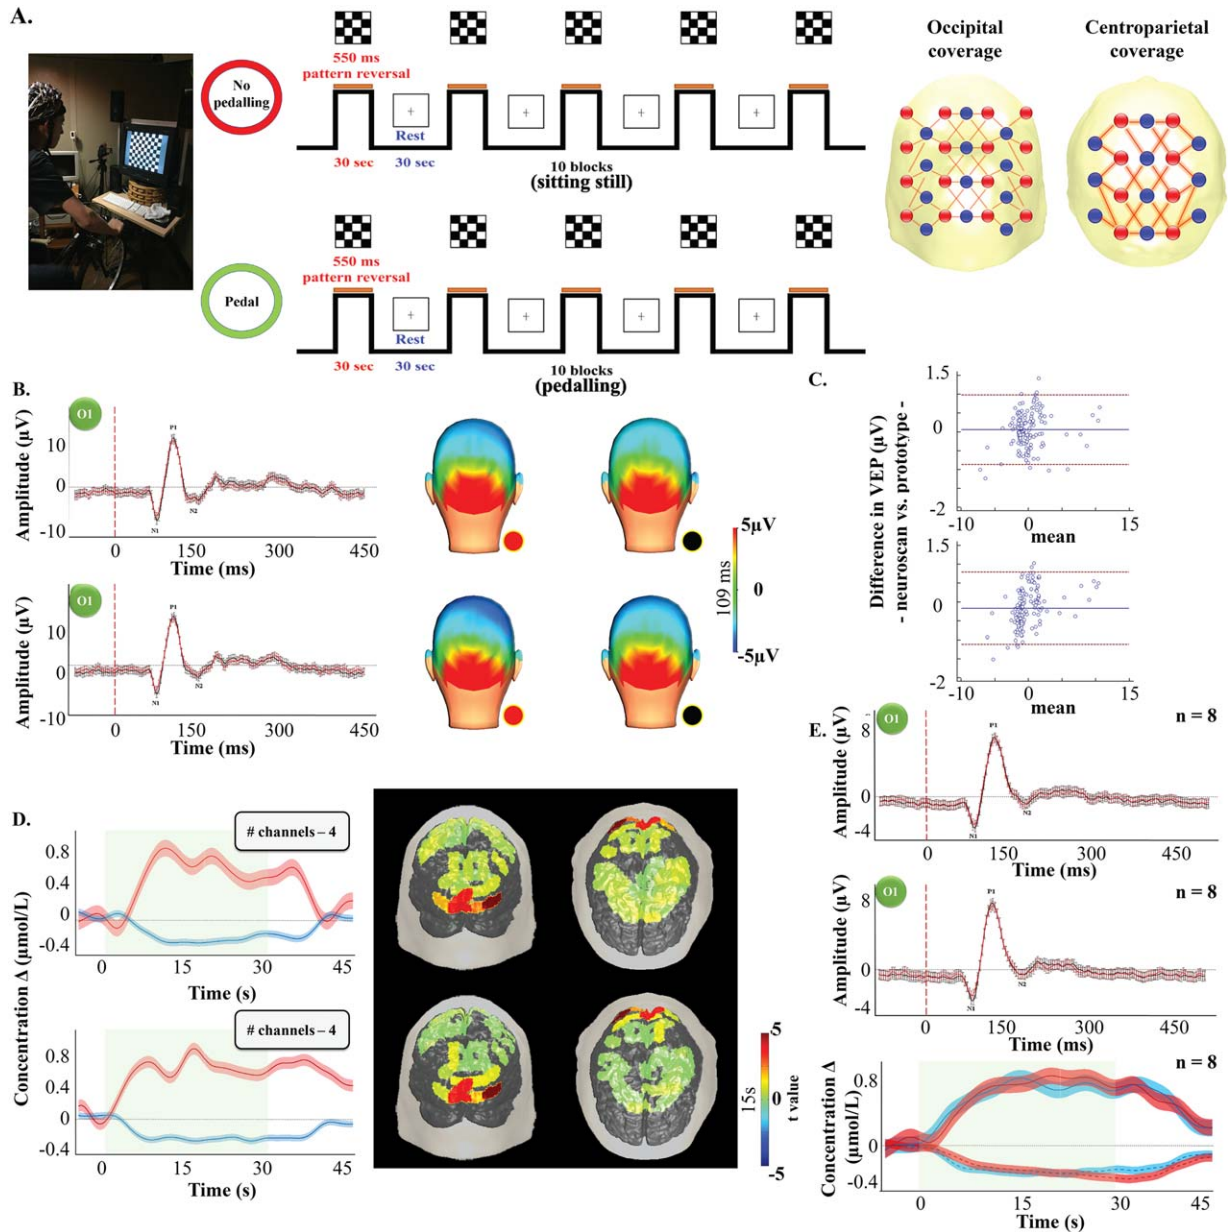 A.
No
pedalling
550 ms
pattern reversal
Rest
30 sec
30 sec
10 blocks
(sitting still)
Occipital
coverage
Centroparietal
coverage
Pedal
550 ms
pattern reversal
Rest
30 sec
30 sec
10 blocks
(pedalling)
B.
O1
Amplitude (µV)
10
0
-10
P1
N1
N2
0
150
300
450
Time (ms)
O1
Amplitude (µV)
10
0
-10
P1
N1
N2
0
150
300
450
Time (ms)
5µV
0
-5µV
109 ms
C.
Difference in VEP (µV)
- neuroscan vs. prototype -
1.5
0
-2
-10
0
15
mean
1.5
0
-2
-10
0
15
mean
D.
# channels – 4
Concentration Δ (µmol/L)
0.8
0.4
0
-0.4
0
15
30
45
Time (s)
# channels – 4
0.8
0.4
0
-0.4
0
15
30
45
Time (s)
15s
5
0
-5
t value
E.
O1
n = 8
Amplitude (µV)
8
0
-4
P1
N1
N2
0
150
300
450
Time (ms)
O1
n = 8
Amplitude (µV)
8
0
-4
P1
N1
N2
0
150
300
450
Time (ms)
n = 8
Concentration Δ
(µmol/L)
0.8
0
-0.4
0
15
30
45
Time (s)